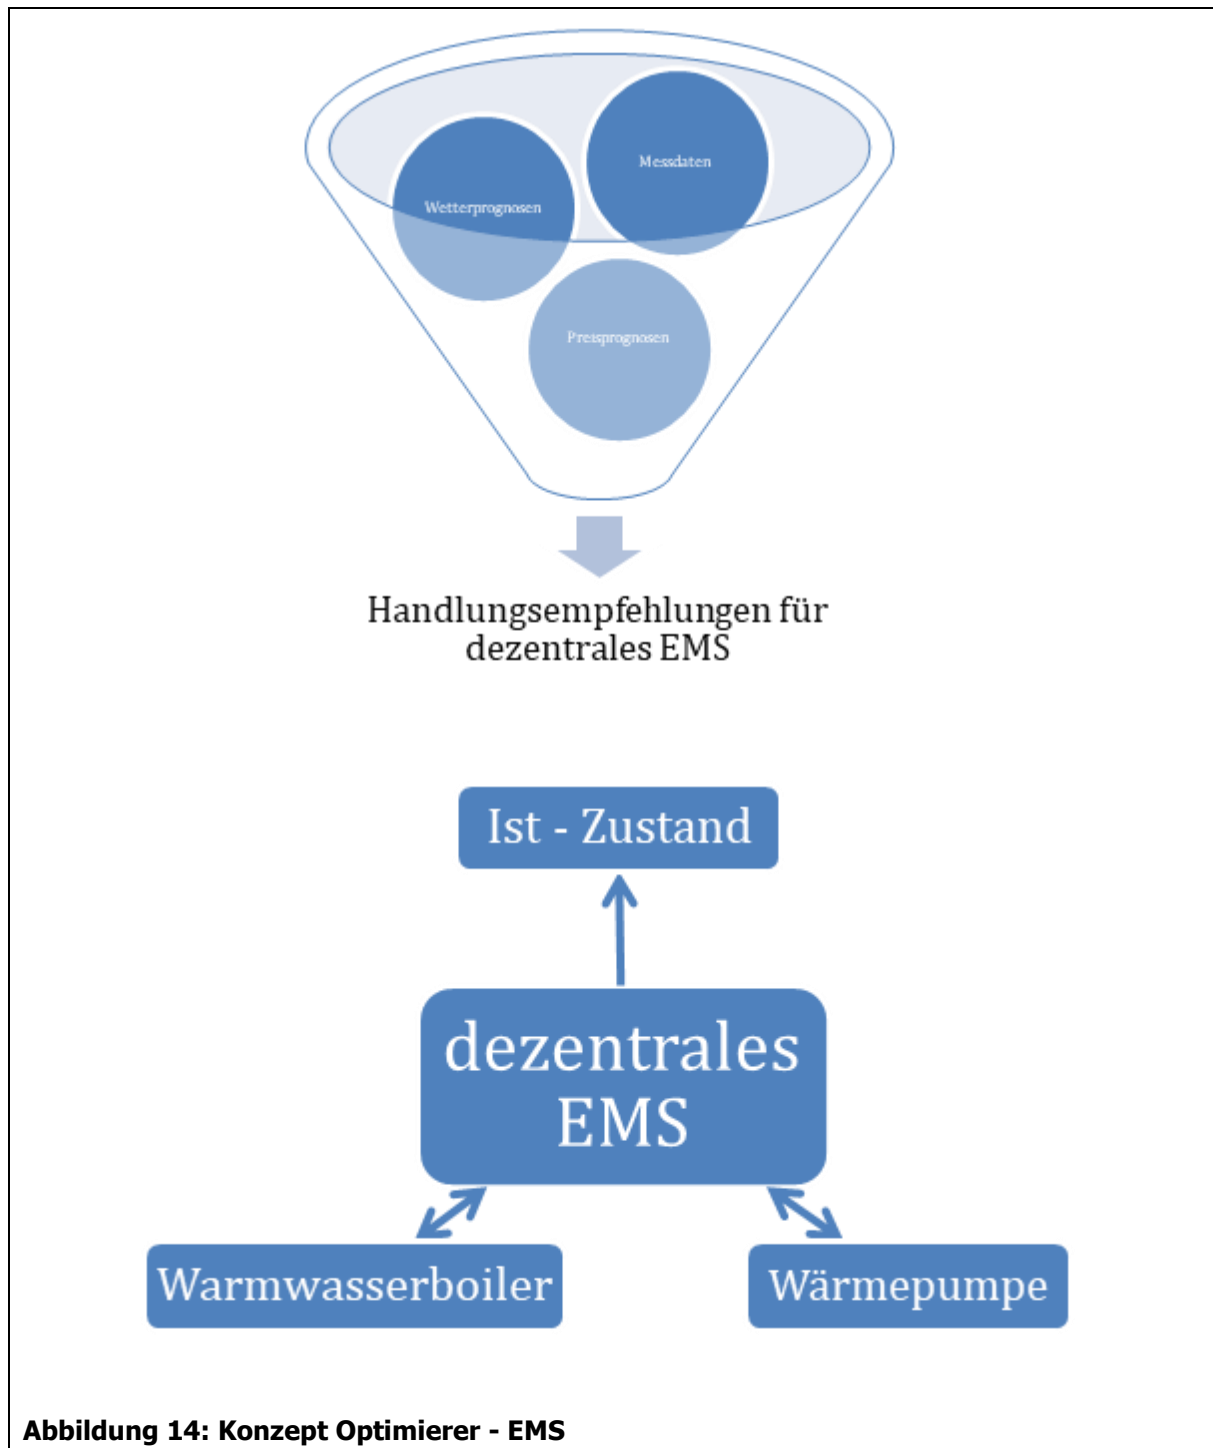 Messdaten
Wetterprognosen
Preisprognosen
Handlungsempfehlungen für
dezentrales EMS
Ist - Zustand
dezentrales
EMS
Warmwasserboiler
Wärmepumpe
Abbildung 14: Konzept Optimierer - EMS